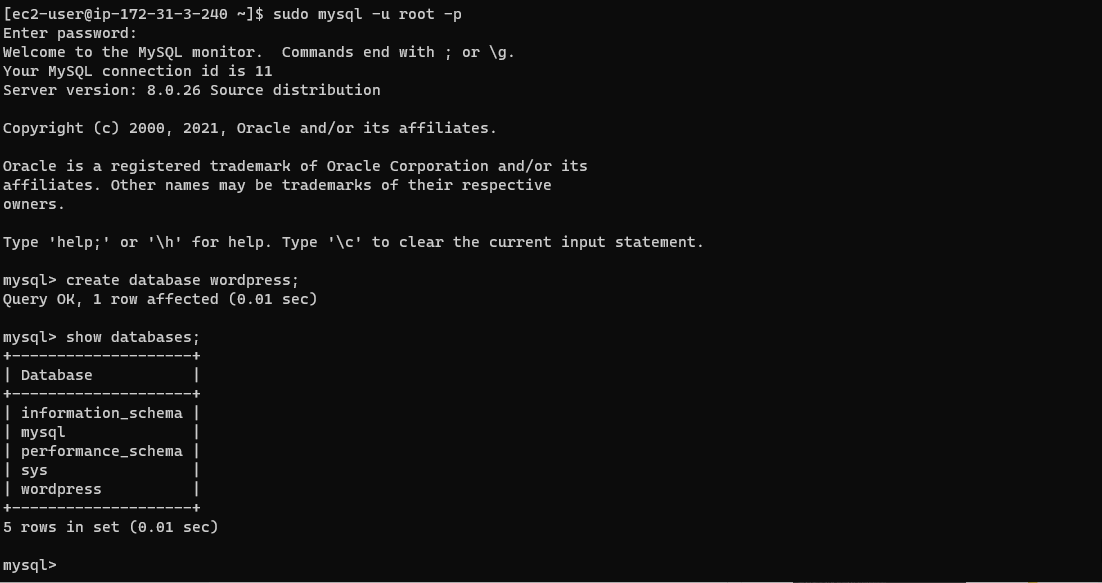 [ec2-user@ip-172-31-3-240 ~]$ sudo mysql -u root -p
Enter password:
Welcome to the MySQL monitor.  Commands end with ; or \g.
Your MySQL connection id is 11
Server version: 8.0.26 Source distribution

Copyright (c) 2000, 2021, Oracle and/or its affiliates.

Oracle is a registered trademark of Oracle Corporation and/or its
affiliates. Other names may be trademarks of their respective
owners.

Type 'help;' or '\h' for help. Type '\c' to clear the current input statement.

mysql> create database wordpress;
Query OK, 1 row affected (0.01 sec)

mysql> show databases;
+--------------------+
| Database           |
+--------------------+
| information_schema |
| mysql              |
| performance_schema |
| sys                |
| wordpress          |
+--------------------+
5 rows in set (0.01 sec)

mysql>